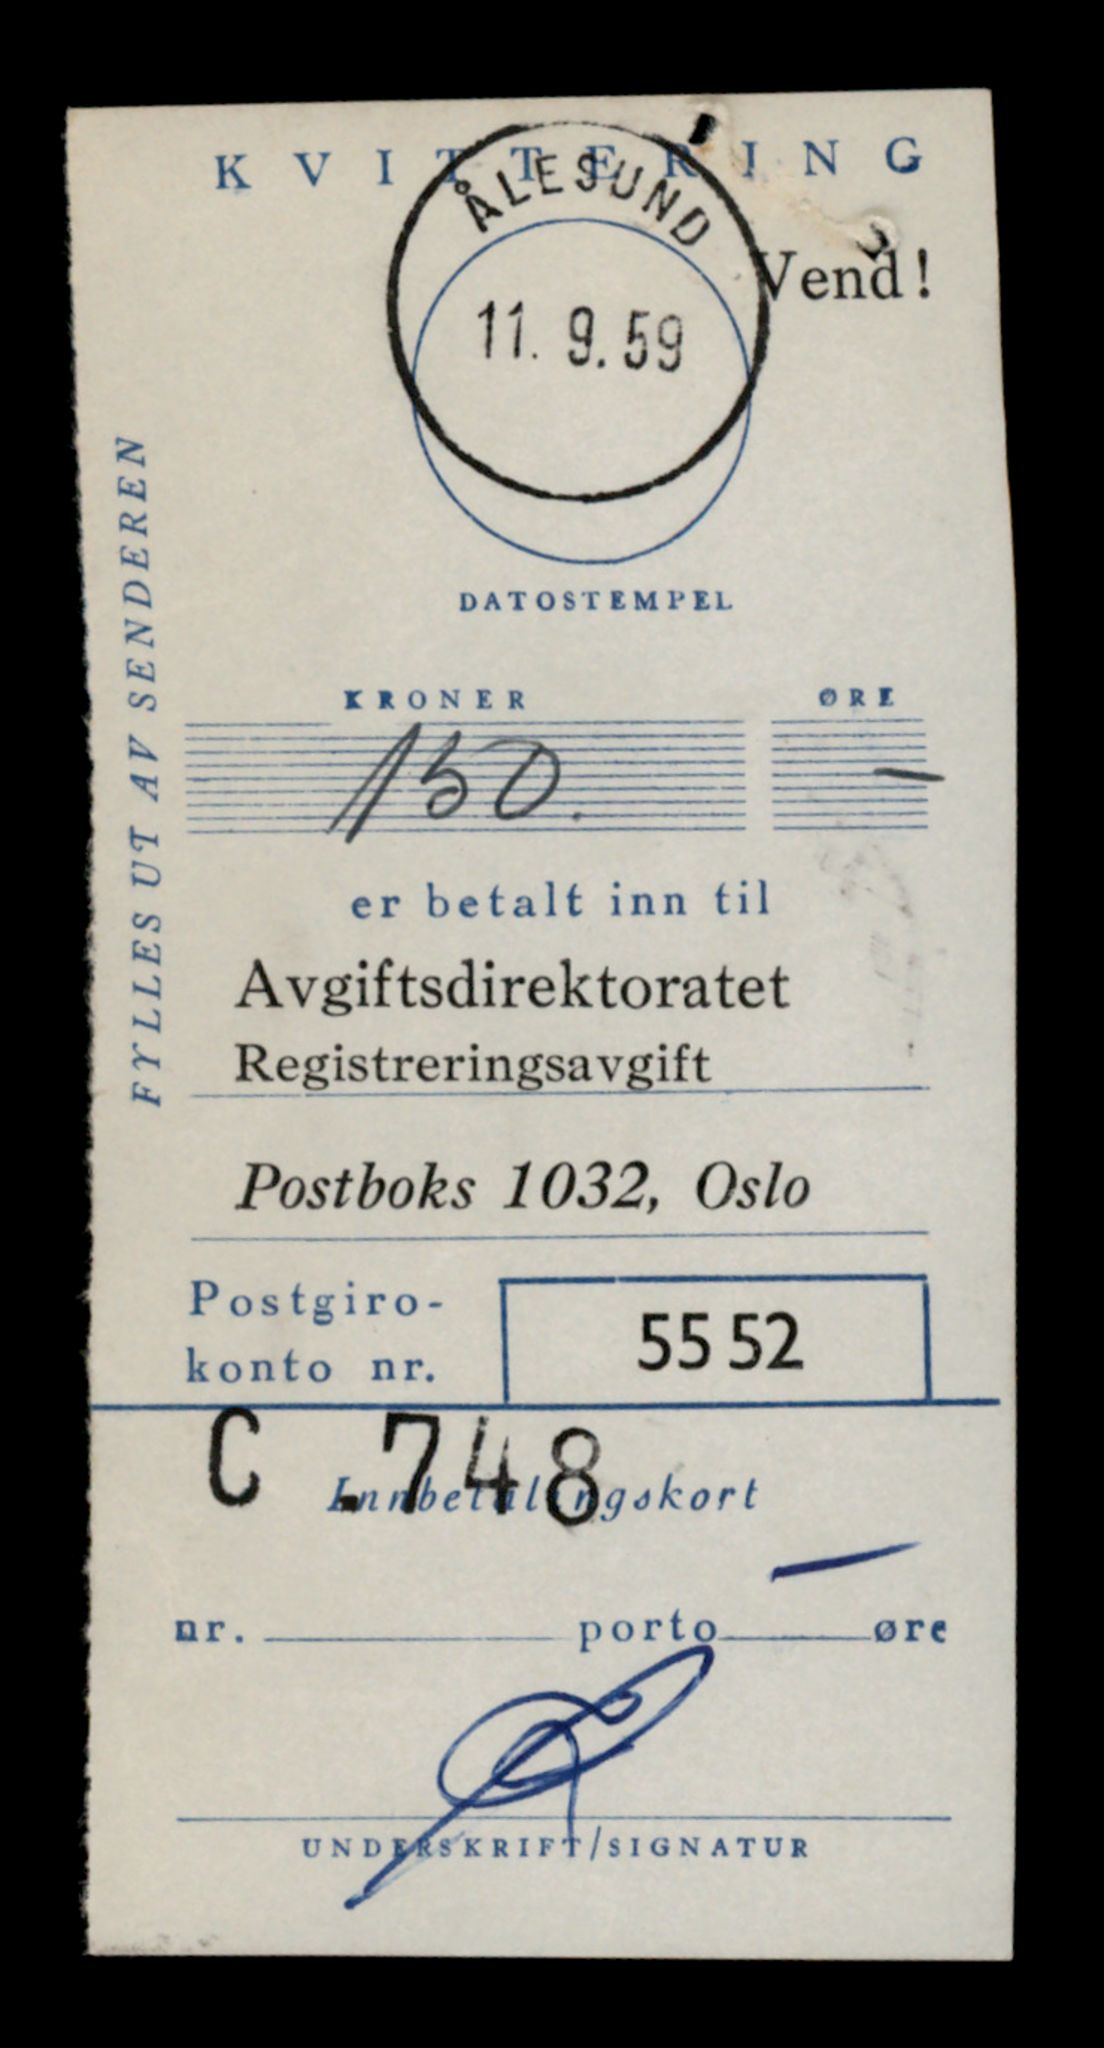 KVITTERING
ÅLESUND
Vend!
11. 9. 59
DATOSTEMPEL
FYLLES UT AV SENDEREN
KRONER ØRE
150. —
er betalt inn til
Avgiftsdirektoratet
Registreringsavgift
Postboks 1032, Oslo
Postgiro-
konto nr. 55 52
C .748
Innbetalingskort
—
nr. porto øre
UNDERSKRIFT/SIGNATUR